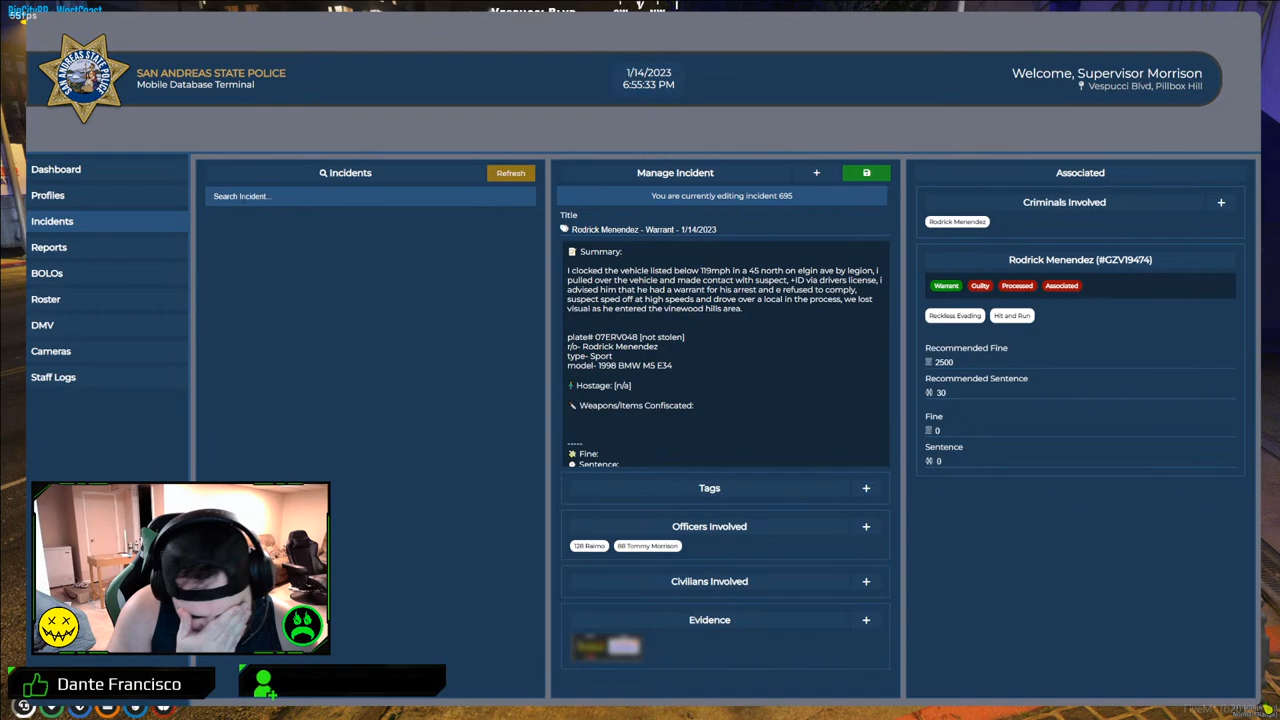 BigCityRP - WestCoast
55fps
Vespucci Blvd
SAN ANDREAS STATE POLICE
Mobile Database Terminal
1/14/2023
6:55:33 PM
Welcome, Supervisor Morrison
Vespucci Blvd, Pillbox Hill
Dashboard
Profiles
Incidents
Reports
BOLOs
Roster
DMV
Cameras
Staff Logs
Incidents
Refresh
Search Incident...
Manage Incident
+
You are currently editing incident 695
Title
Rodrick Menendez - Warrant - 1/14/2023
Summary:
I clocked the vehicle listed below 119mph in a 45 north on elgin ave by legion, i
pulled over the vehicle and made contact with suspect, +ID via drivers license, i
advised him that he had a warrant for his arrest and e refused to comply,
suspect sped off at high speeds and drove over a local in the process, we lost
visual as he entered the vinewood hills area.
plate# 07ERV048 [not stolen]
r/o- Rodrick Menendez
type- Sport
model- 1998 BMW M5 E34
Hostage: [n/a]
Weapons/Items Confiscated:
-----
Fine:
Sentence:
Tags
+
Officers Involved
+
128 Raimo
88 Tommy Morrison
Civilians Involved
+
Evidence
+
Associated
Criminals Involved
+
Rodrick Menendez
Rodrick Menendez (#GZV19474)
Warrant
Guilty
Processed
Associated
Reckless Evading
Hit and Run
Recommended Fine
2500
Recommended Sentence
30
Fine
0
Sentence
0
Dante Francisco